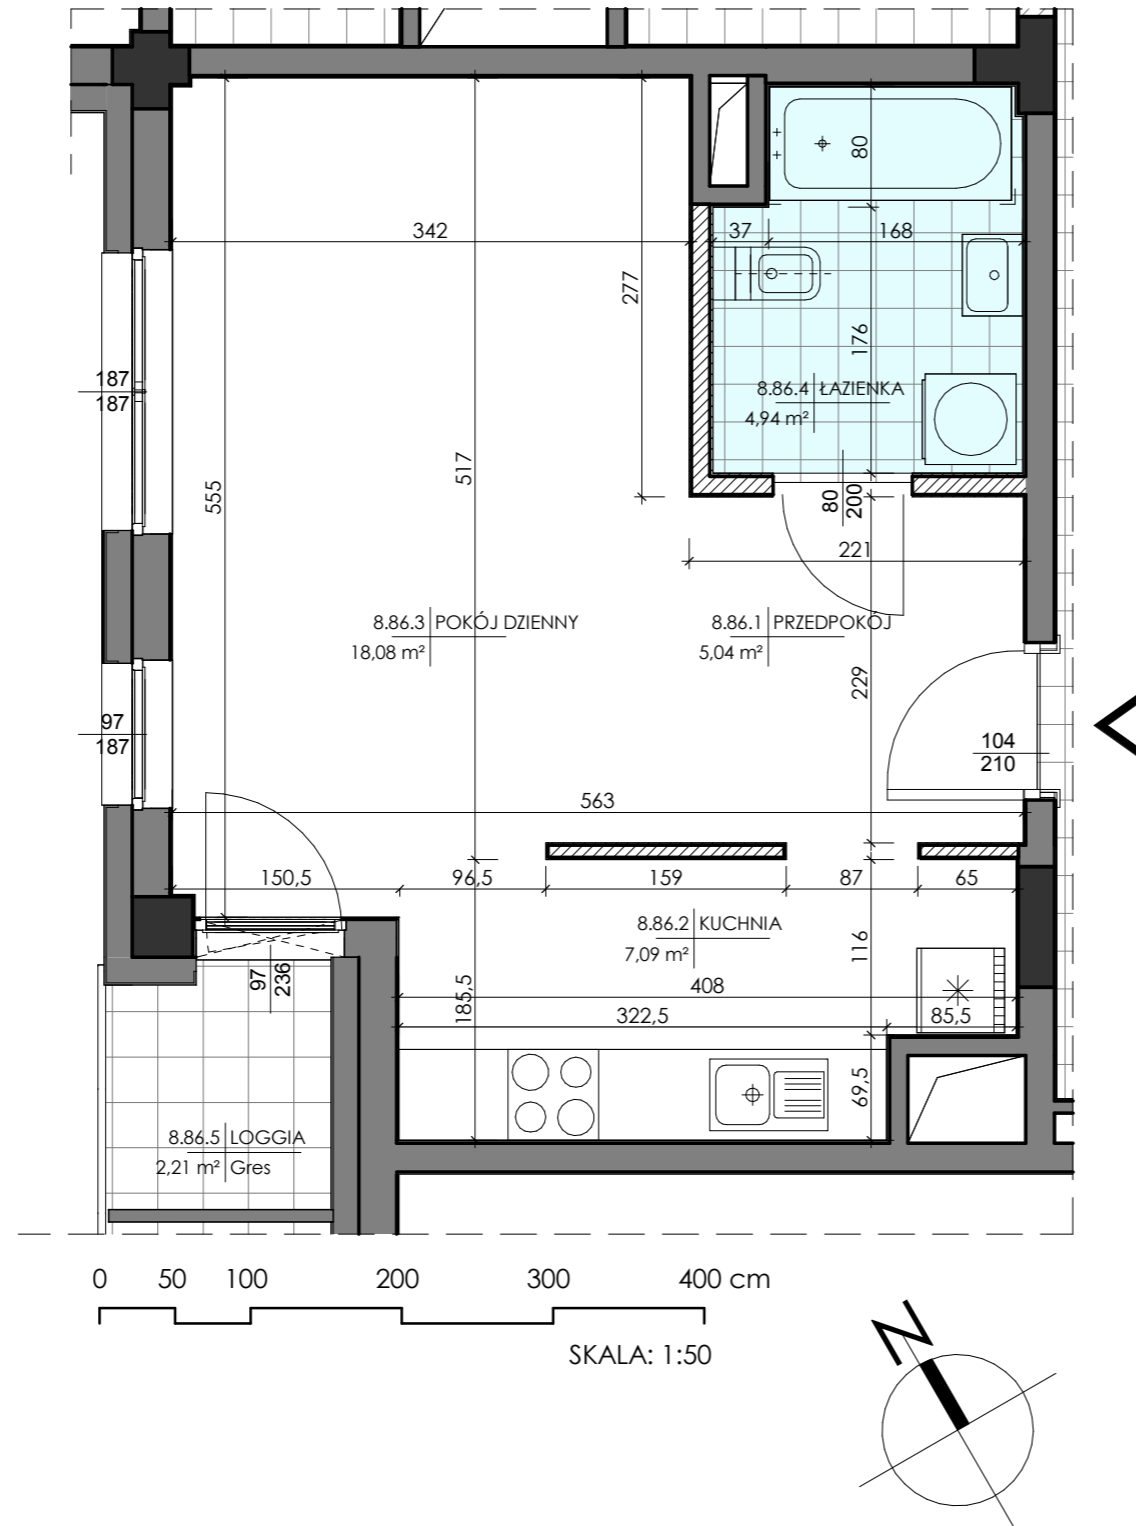 80
37
168
342
277
176
187
187
8.86.4 ŁAZIENKA
4,94 m²
517
555
80
200
221
8.86.3 POKÓJ DZIENNY
18,08 m²
8.86.1 PRZEDPOKÓJ
5,04 m²
229
97
187
104
210
563
150,5
96,5
159
87
65
8.86.2 KUCHNIA
7,09 m²
116
97
236
185,5
408
322,5
85,5
69,5
8.86.5 LOGGIA
2,21 m² Gres
0 50 100 200 300 400 cm
SKALA: 1:50
N